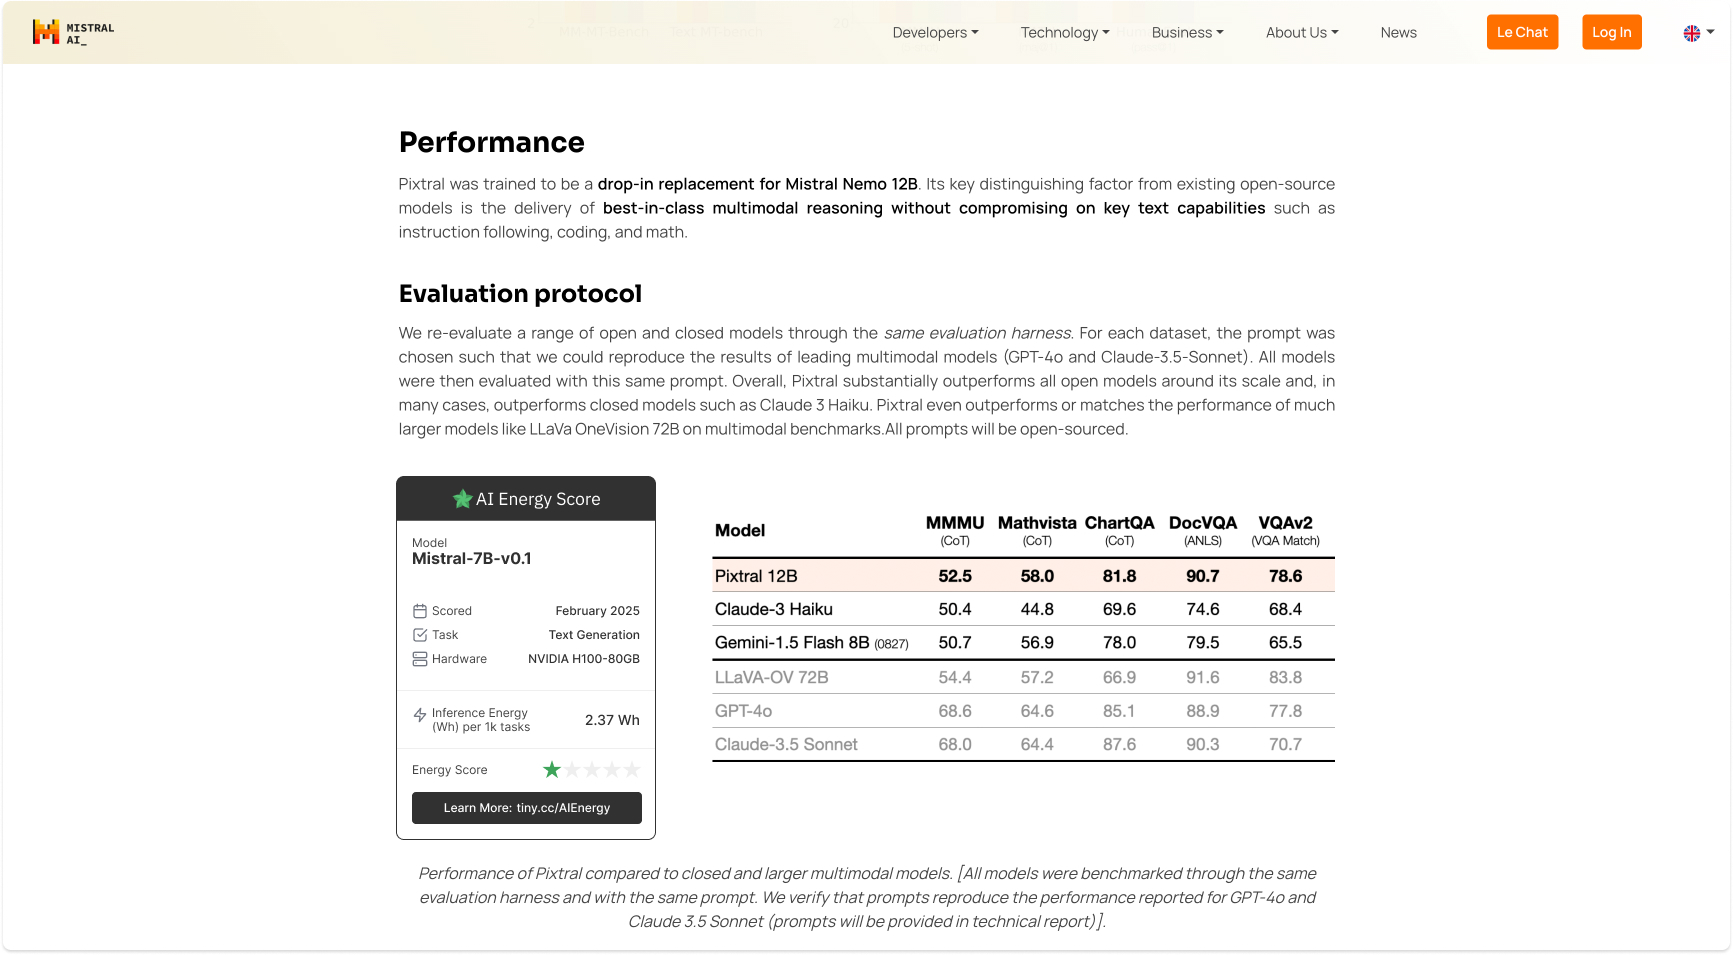 MISTRAL
AI_
Developers
Technology
Business
About Us
News
Le Chat
Log In
Performance
Pixtral was trained to be a drop-in replacement for Mistral Nemo 12B. Its key distinguishing factor from existing open-source
models is the delivery of best-in-class multimodal reasoning without compromising on key text capabilities such as
instruction following, coding, and math.
Evaluation protocol
We re-evaluate a range of open and closed models through the same evaluation harness. For each dataset, the prompt was
chosen such that we could reproduce the results of leading multimodal models (GPT-4o and Claude-3.5-Sonnet). All models
were then evaluated with this same prompt. Overall, Pixtral substantially outperforms all open models around its scale and, in
many cases, outperforms closed models such as Claude 3 Haiku. Pixtral even outperforms or matches the performance of much
larger models like LLaVa OneVision 72B on multimodal benchmarks.All prompts will be open-sourced.
AI Energy Score
Model
Mistral-7B-v0.1
Scored February 2025
Task Text Generation
Hardware NVIDIA H100-80GB
Inference Energy
(Wh) per 1k tasks
2.37 Wh
Energy Score
Learn More: tiny.cc/AIEnergy
Model MMMU Mathvista ChartQA DocVQA VQAv2
(CoT) (CoT) (CoT) (ANLS) (VQA Match)
Pixtral 12B 52.5 58.0 81.8 90.7 78.6
Claude-3 Haiku 50.4 44.8 69.6 74.6 68.4
Gemini-1.5 Flash 8B (0827) 50.7 56.9 78.0 79.5 65.5
LLaVA-OV 72B 54.4 57.2 66.9 91.6 83.8
GPT-4o 68.6 64.6 85.1 88.9 77.8
Claude-3.5 Sonnet 68.0 64.4 87.6 90.3 70.7
Performance of Pixtral compared to closed and larger multimodal models. [All models were benchmarked through the same
evaluation harness and with the same prompt. We verify that prompts reproduce the performance reported for GPT-4o and
Claude 3.5 Sonnet (prompts will be provided in technical report)].